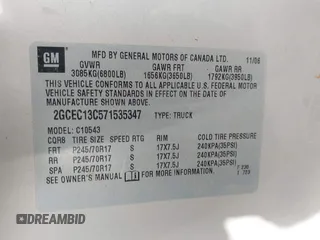 GM
MFD BY GENERAL MOTORS OF CANADA LTD. 11/06
GVWR GAWR FRT GAWR RR
3085KG(6800LB) 1656KG(3650LB) 1792KG(3950LB)
THIS VEHICLE CONFORMS TO ALL APPLICABLE U.S. FEDERAL
MOTOR VEHICLE SAFETY AND THEFT PREVENTION STANDARDS
IN EFFECT ON THE DATE OF MANUFACTURE SHOWN ABOVE.
2GCEC13C571535347 TYPE: TRUCK
MODEL: C10543
TIRE SIZE SPEED RTG RIM COLD TIRE PRESSURE
FRT P245/70R17 S 17X7.5J 240KPA(35PSI)
RR P245/70R17 S 17X7.5J 240KPA(35PSI)
SPA P245/70R17 S 17X7.5J 240KPA(35PSI)
SEE OWNER'S MANUAL FOR MORE INFORMATION.
DREAMBID